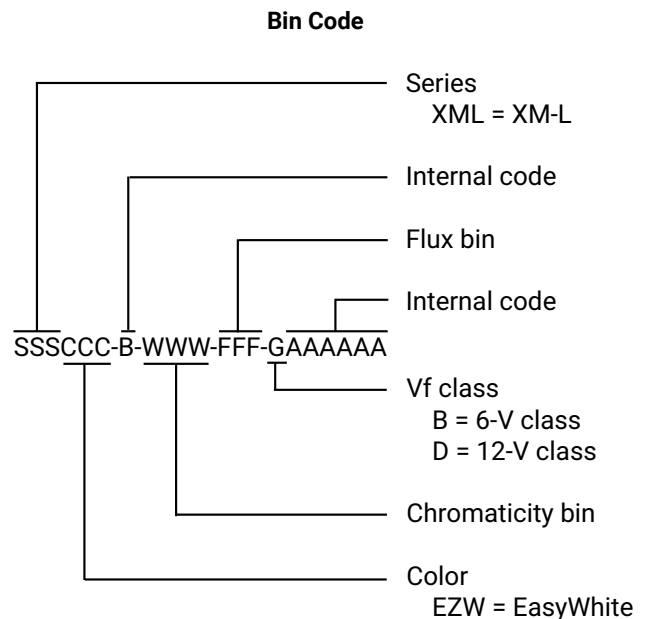 Bin Code
Series
XML = XM-L
Internal code
Flux bin
Internal code
SSSCCC-B-WWW-FFF-GAAAAAA
Vf class
B = 6-V class
D = 12-V class
Chromaticity bin
Color
EZW = EasyWhite